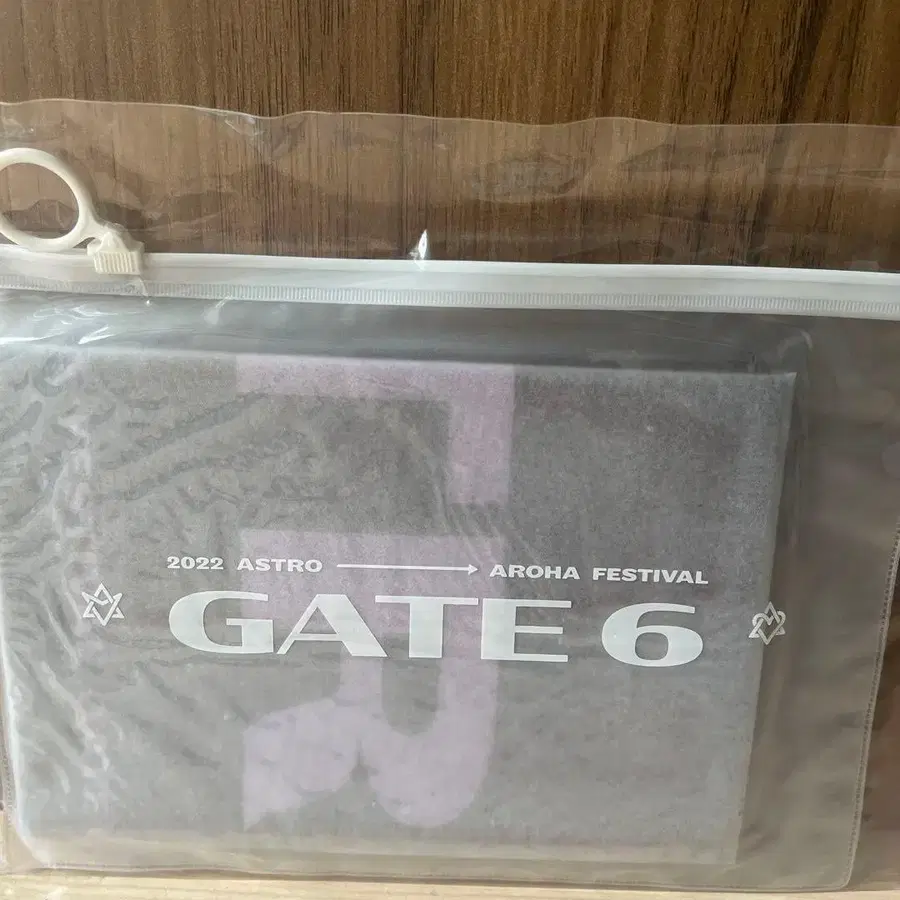 2022 ASTRO → AROHA FESTIVAL
GATE 6